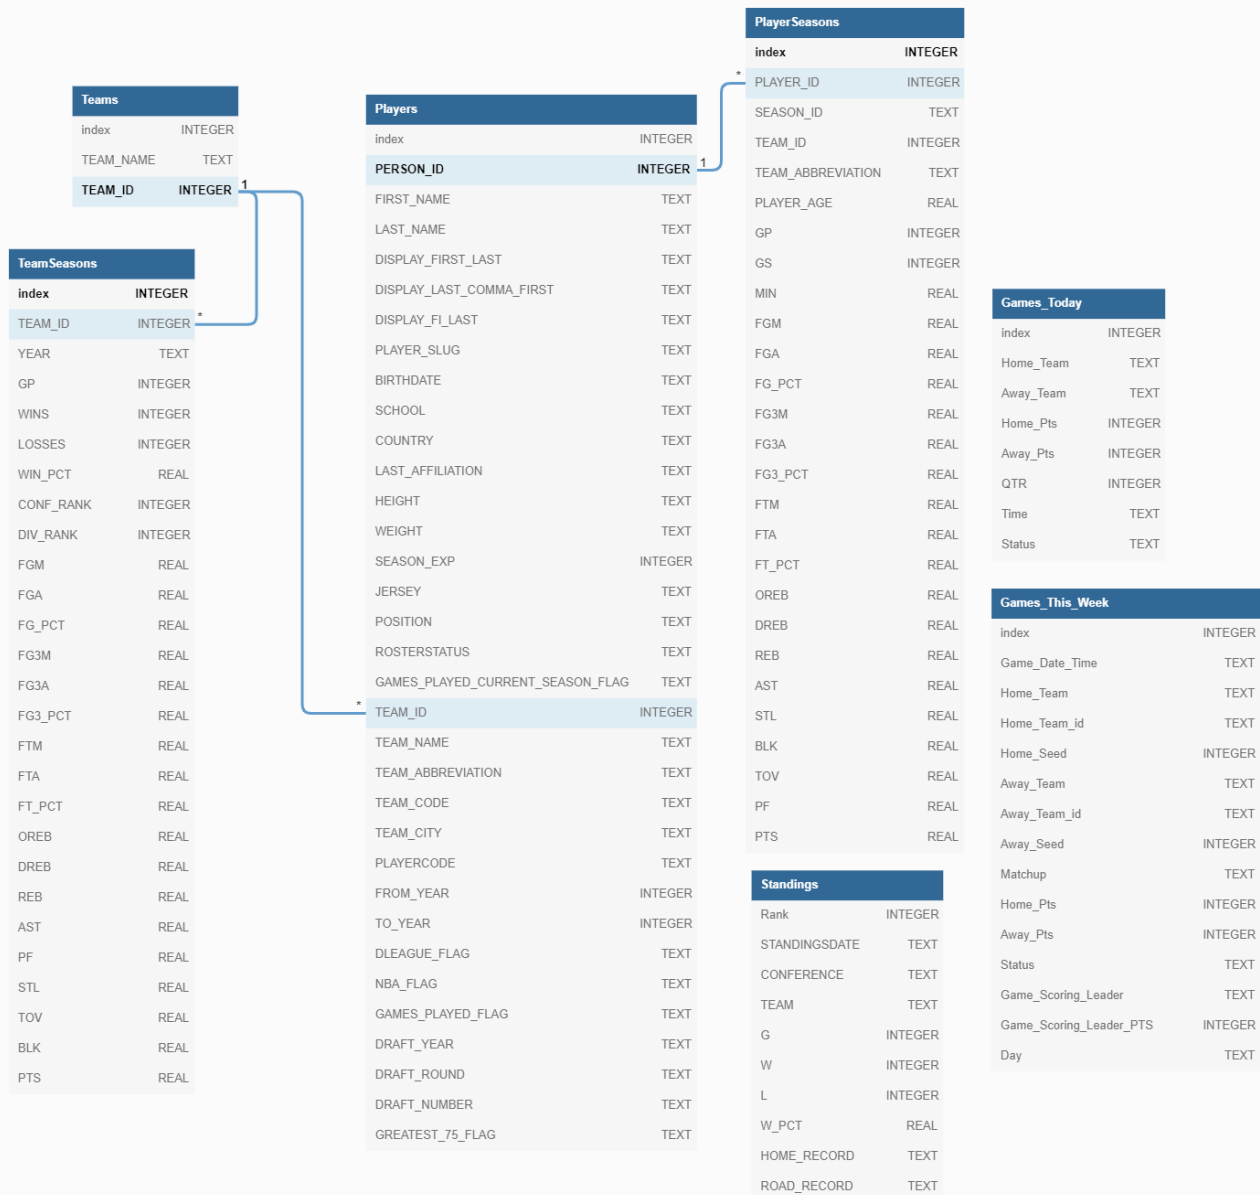 Teams
index INTEGER
TEAM_NAME TEXT
TEAM_ID INTEGER 1
TeamSeasons
index INTEGER
TEAM_ID INTEGER *
YEAR TEXT
GP INTEGER
WINS INTEGER
LOSSES INTEGER
WIN_PCT REAL
CONF_RANK INTEGER
DIV_RANK INTEGER
FGM REAL
FGA REAL
FG_PCT REAL
FG3M REAL
FG3A REAL
FG3_PCT REAL
FTM REAL
FTA REAL
FT_PCT REAL
OREB REAL
DREB REAL
REB REAL
AST REAL
PF REAL
STL REAL
TOV REAL
BLK REAL
PTS REAL
Players
index INTEGER
PERSON_ID INTEGER 1
FIRST_NAME TEXT
LAST_NAME TEXT
DISPLAY_FIRST_LAST TEXT
DISPLAY_LAST_COMMA_FIRST TEXT
DISPLAY_FI_LAST TEXT
PLAYER_SLUG TEXT
BIRTHDATE TEXT
SCHOOL TEXT
COUNTRY TEXT
LAST_AFFILIATION TEXT
HEIGHT TEXT
WEIGHT TEXT
SEASON_EXP INTEGER
JERSEY TEXT
POSITION TEXT
ROSTERSTATUS TEXT
GAMES_PLAYED_CURRENT_SEASON_FLAG TEXT
* TEAM_ID INTEGER
TEAM_NAME TEXT
TEAM_ABBREVIATION TEXT
TEAM_CODE TEXT
TEAM_CITY TEXT
PLAYERCODE TEXT
FROM_YEAR INTEGER
TO_YEAR INTEGER
DLEAGUE_FLAG TEXT
NBA_FLAG TEXT
GAMES_PLAYED_FLAG TEXT
DRAFT_YEAR TEXT
DRAFT_ROUND TEXT
DRAFT_NUMBER TEXT
GREATEST_75_FLAG TEXT
PlayerSeasons
index INTEGER
* PLAYER_ID INTEGER
SEASON_ID TEXT
TEAM_ID INTEGER
TEAM_ABBREVIATION TEXT
PLAYER_AGE REAL
GP INTEGER
GS INTEGER
MIN REAL
FGM REAL
FGA REAL
FG_PCT REAL
FG3M REAL
FG3A REAL
FG3_PCT REAL
FTM REAL
FTA REAL
FT_PCT REAL
OREB REAL
DREB REAL
REB REAL
AST REAL
STL REAL
BLK REAL
TOV REAL
PF REAL
PTS REAL
Standings
Rank INTEGER
STANDINGSDATE TEXT
CONFERENCE TEXT
TEAM TEXT
G INTEGER
W INTEGER
L INTEGER
W_PCT REAL
HOME_RECORD TEXT
ROAD_RECORD TEXT
Games_Today
index INTEGER
Home_Team TEXT
Away_Team TEXT
Home_Pts INTEGER
Away_Pts INTEGER
QTR INTEGER
Time TEXT
Status TEXT
Games_This_Week
index INTEGER
Game_Date_Time TEXT
Home_Team TEXT
Home_Team_id TEXT
Home_Seed INTEGER
Away_Team TEXT
Away_Team_id TEXT
Away_Seed INTEGER
Matchup TEXT
Home_Pts INTEGER
Away_Pts INTEGER
Status TEXT
Game_Scoring_Leader TEXT
Game_Scoring_Leader_PTS INTEGER
Day TEXT